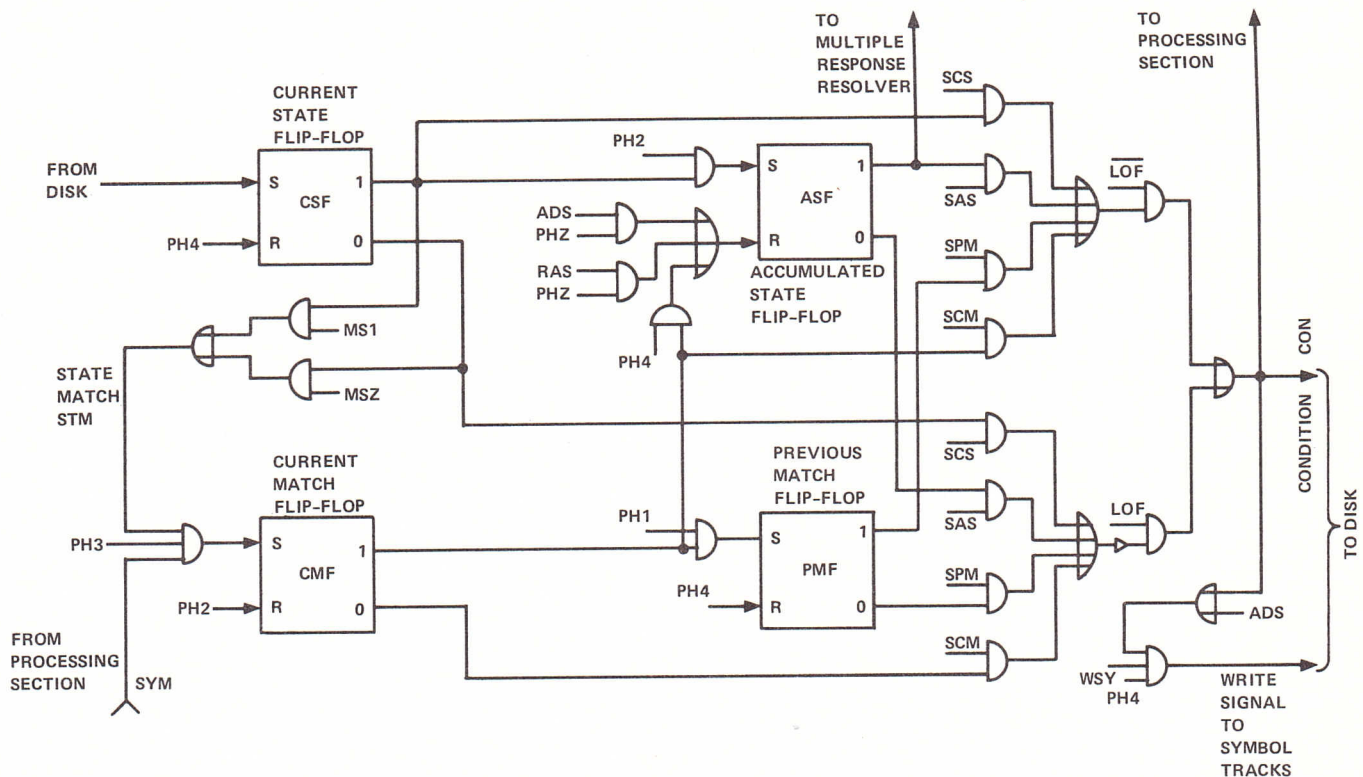 TO
MULTIPLE
RESPONSE
RESOLVER
TO
PROCESSING
SECTION
CURRENT
STATE
FLIP-FLOP
FROM
DISK
S
1
CSF
R
0
PH4
PH2
S
1
ASF
R
0
ADS
PHZ
RAS
PHZ
ACCUMULATED
STATE
FLIP-FLOP
PH4
SCS
SAS
SPM
SCM
LOF
MS1
MSZ
STATE
MATCH
STM
CONDITION CON
TO DISK
CURRENT
MATCH
FLIP-FLOP
PH3
S
1
CMF
R
0
PH2
PREVIOUS
MATCH
FLIP-FLOP
PH1
S
1
PMF
R
0
PH4
SCS
SAS
SPM
SCM
LOF
ADS
WSY
PH4
WRITE
SIGNAL
TO
SYMBOL
TRACKS
FROM
PROCESSING
SECTION
SYM